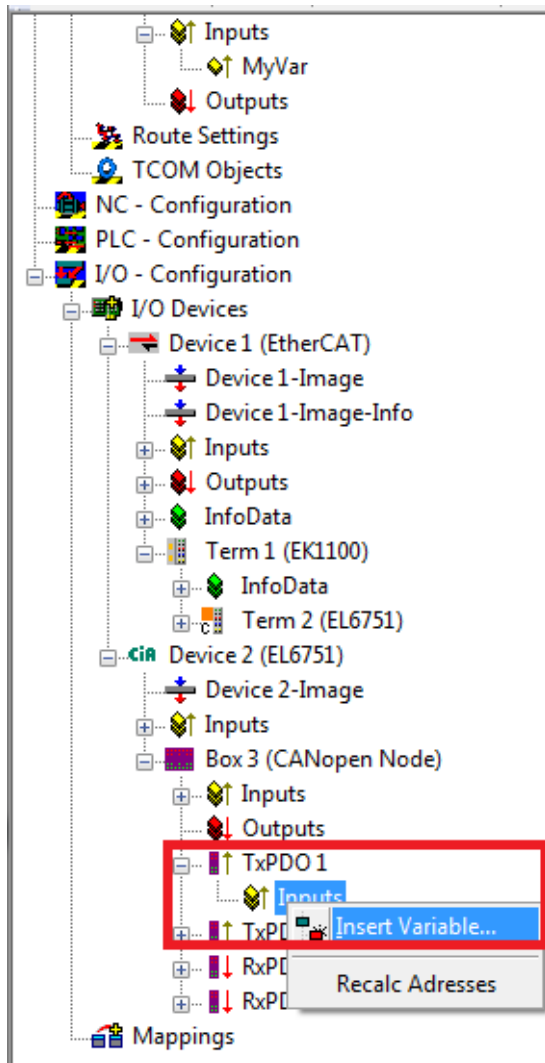 Inputs
MyVar
Outputs
Route Settings
TCOM Objects
NC - Configuration
PLC - Configuration
I/O - Configuration
I/O Devices
Device 1 (EtherCAT)
Device 1-Image
Device 1-Image-Info
Inputs
Outputs
InfoData
Term 1 (EK1100)
InfoData
Term 2 (EL6751)
CiA Device 2 (EL6751)
Device 2-Image
Inputs
Box 3 (CANopen Node)
Inputs
Outputs
TxPDO 1
Inputs
Insert Variable...
Recalc Adresses
Mappings